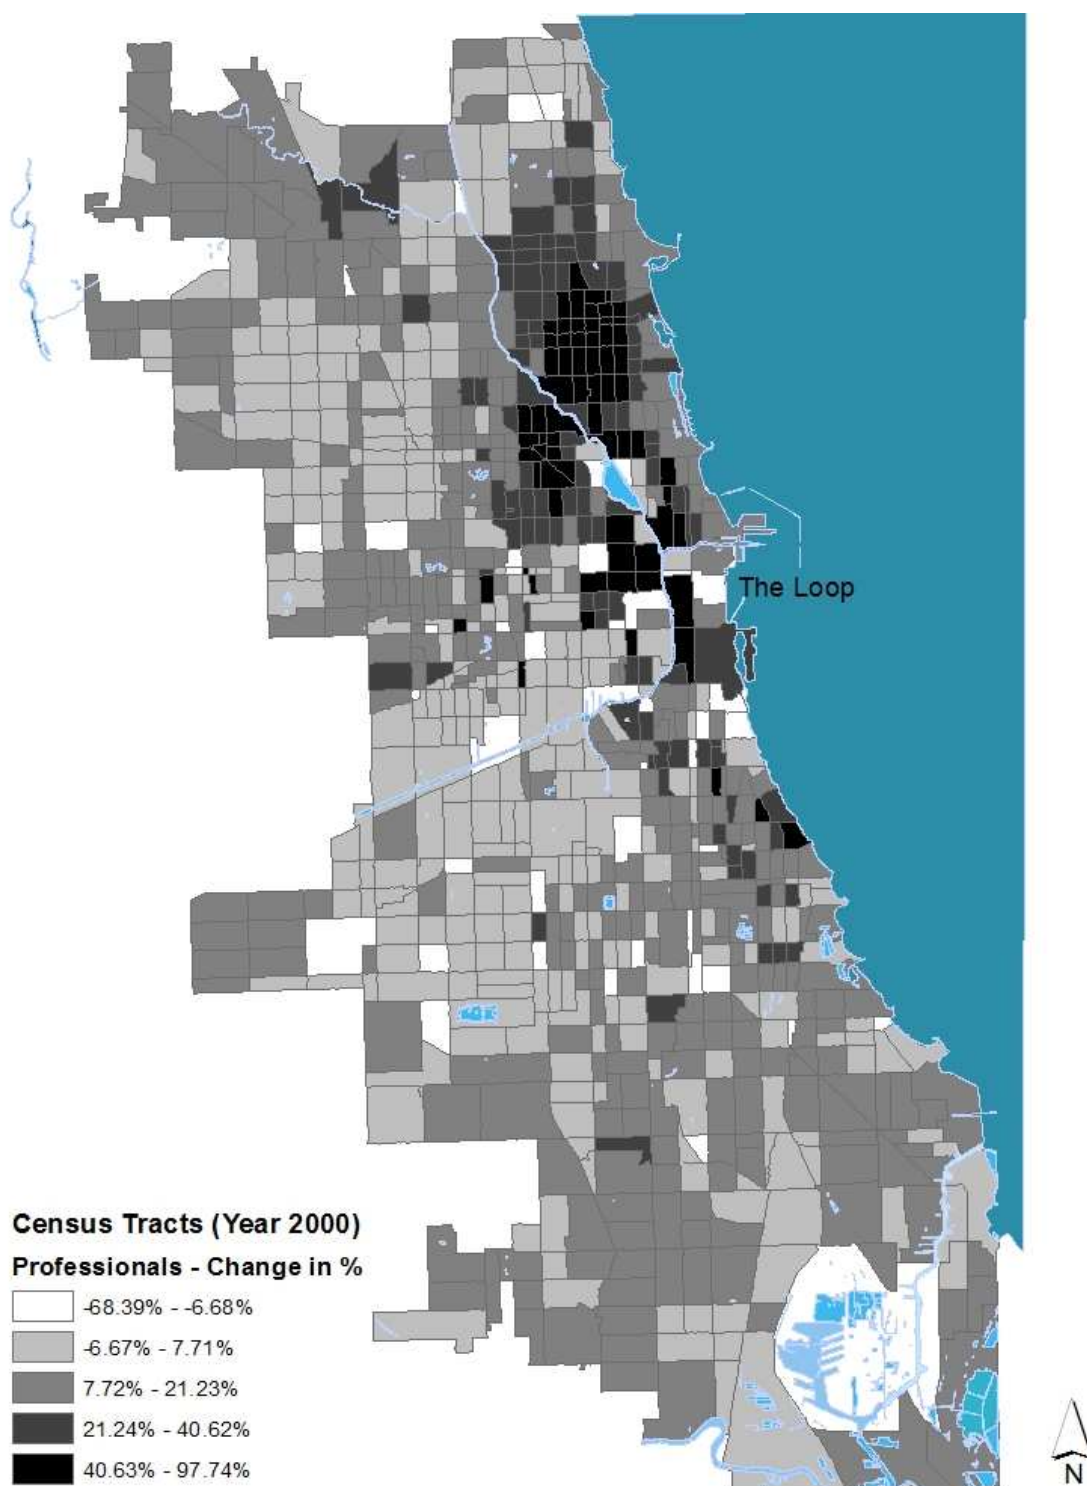 The Loop
Census Tracts (Year 2000)
Professionals - Change in %
-68.39% - -6.68%
-6.67% - 7.71%
7.72% - 21.23%
21.24% - 40.62%
40.63% - 97.74%
N